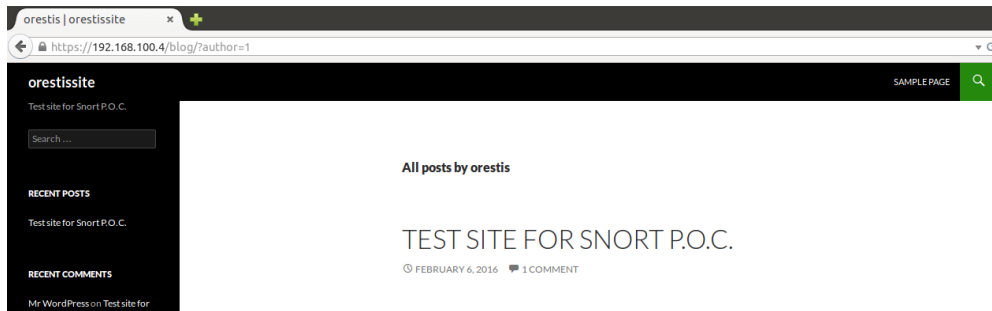 orestis | orestissite
https://192.168.100.4/blog/?author=1
orestissite
SAMPLE PAGE
Test site for Snort P.O.C.
Search ...
All posts by orestis
RECENT POSTS
Test site for Snort P.O.C.
TEST SITE FOR SNORT P.O.C.
FEBRUARY 6, 2016 1 COMMENT
RECENT COMMENTS
Mr WordPress on Test site for